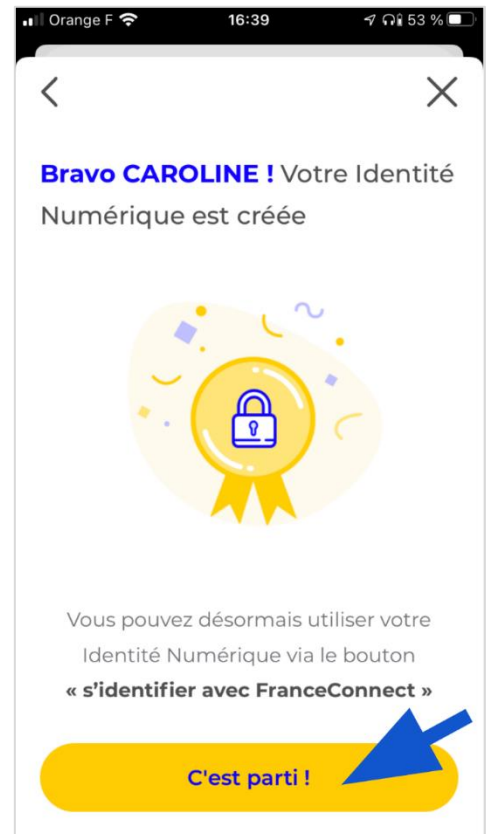 Orange F 16:39 53 %
Bravo CAROLINE ! Votre Identité
Numérique est créée
Vous pouvez désormais utiliser votre
Identité Numérique via le bouton
« s'identifier avec FranceConnect »
C'est parti !